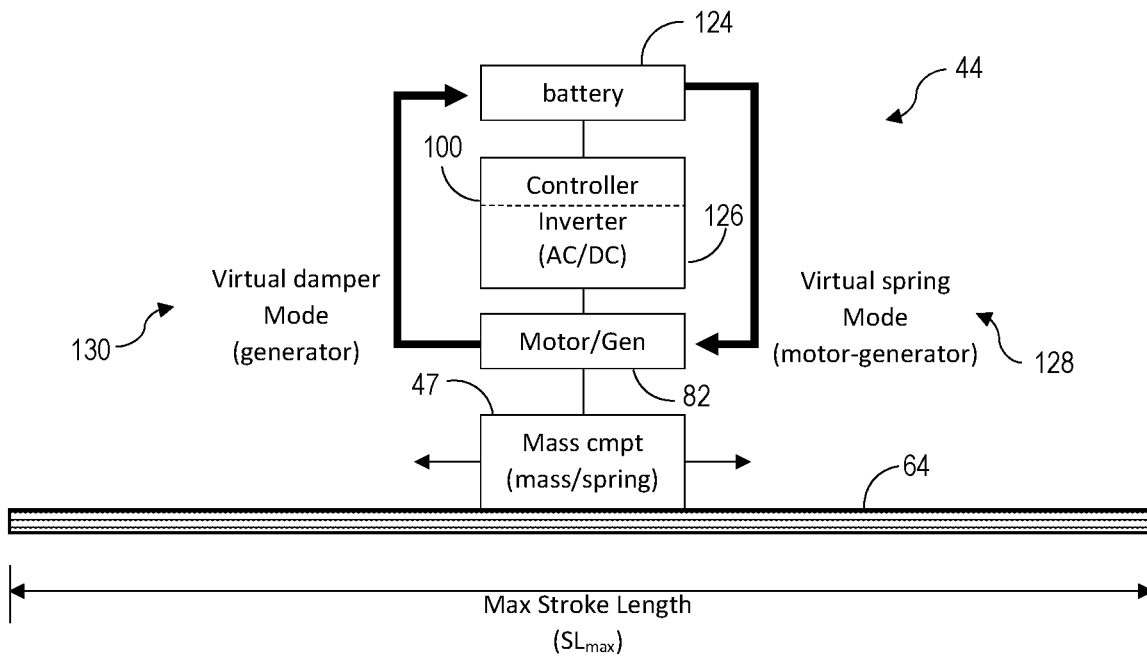 124
battery
44
100
Controller
Inverter
(AC/DC)
126
Virtual damper
Mode
(generator)
130
Virtual spring
Mode
(motor-generator)
128
Motor/Gen
47
82
Mass cmpt
(mass/spring)
64
Max Stroke Length
(SLmax)